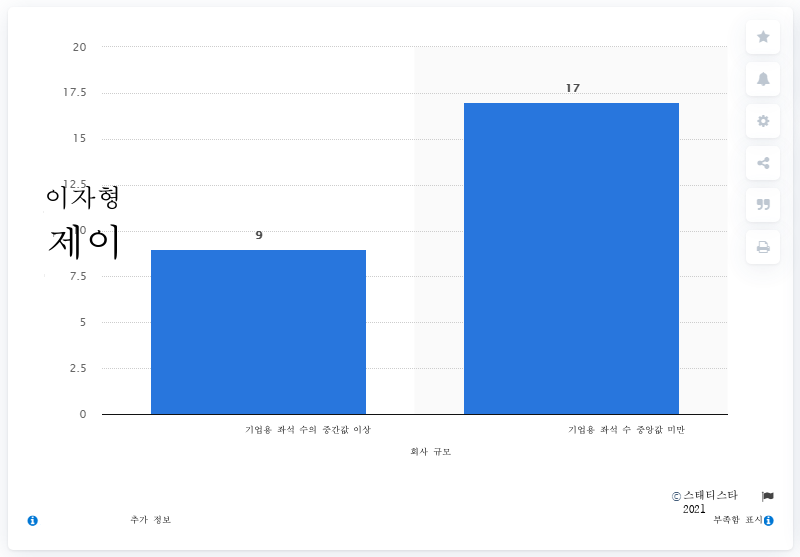 20
17
17.5
15
12.5
이자형
제이
10
9
7.5
5
2.5
0
기업용 좌석 수의 중간값 이상
기업용 좌석 수 중앙값 미만
회사 규모
© 스태티스타
2021
추가 정보
부족함 표시